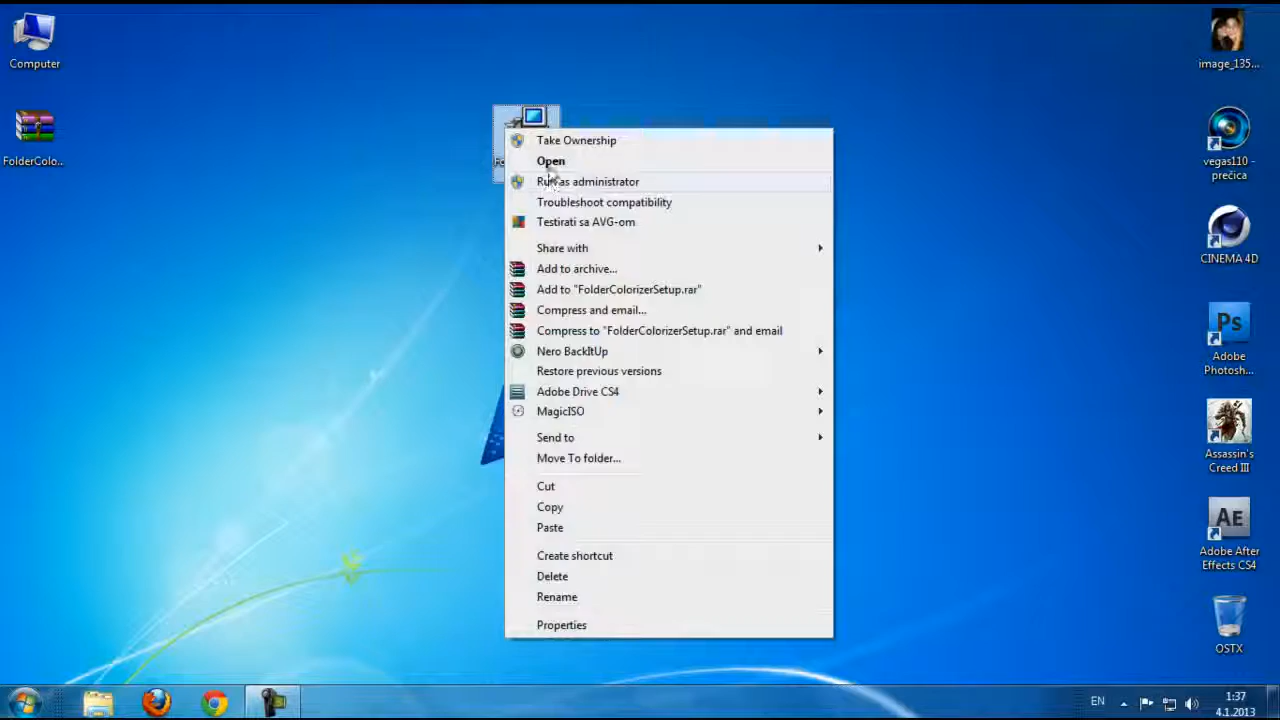 Computer
FolderColo...
Take Ownership
Open
Run as administrator
Troubleshoot compatibility
Testirati sa AVG-om
Share with
Add to archive...
Add to "FolderColorizerSetup.rar"
Compress and email...
Compress to "FolderColorizerSetup.rar" and email
Nero BackItUp
Restore previous versions
Adobe Drive CS4
MagicISO
Send to
Move To folder...
Cut
Copy
Paste
Create shortcut
Delete
Rename
Properties
image_135...
vegas110 -
prečica
CINEMA 4D
Ps
Adobe
Photosh...
Assassin's
Creed III
AE
Adobe After
Effects CS4
OSTX
EN
1:37
4.1.2013